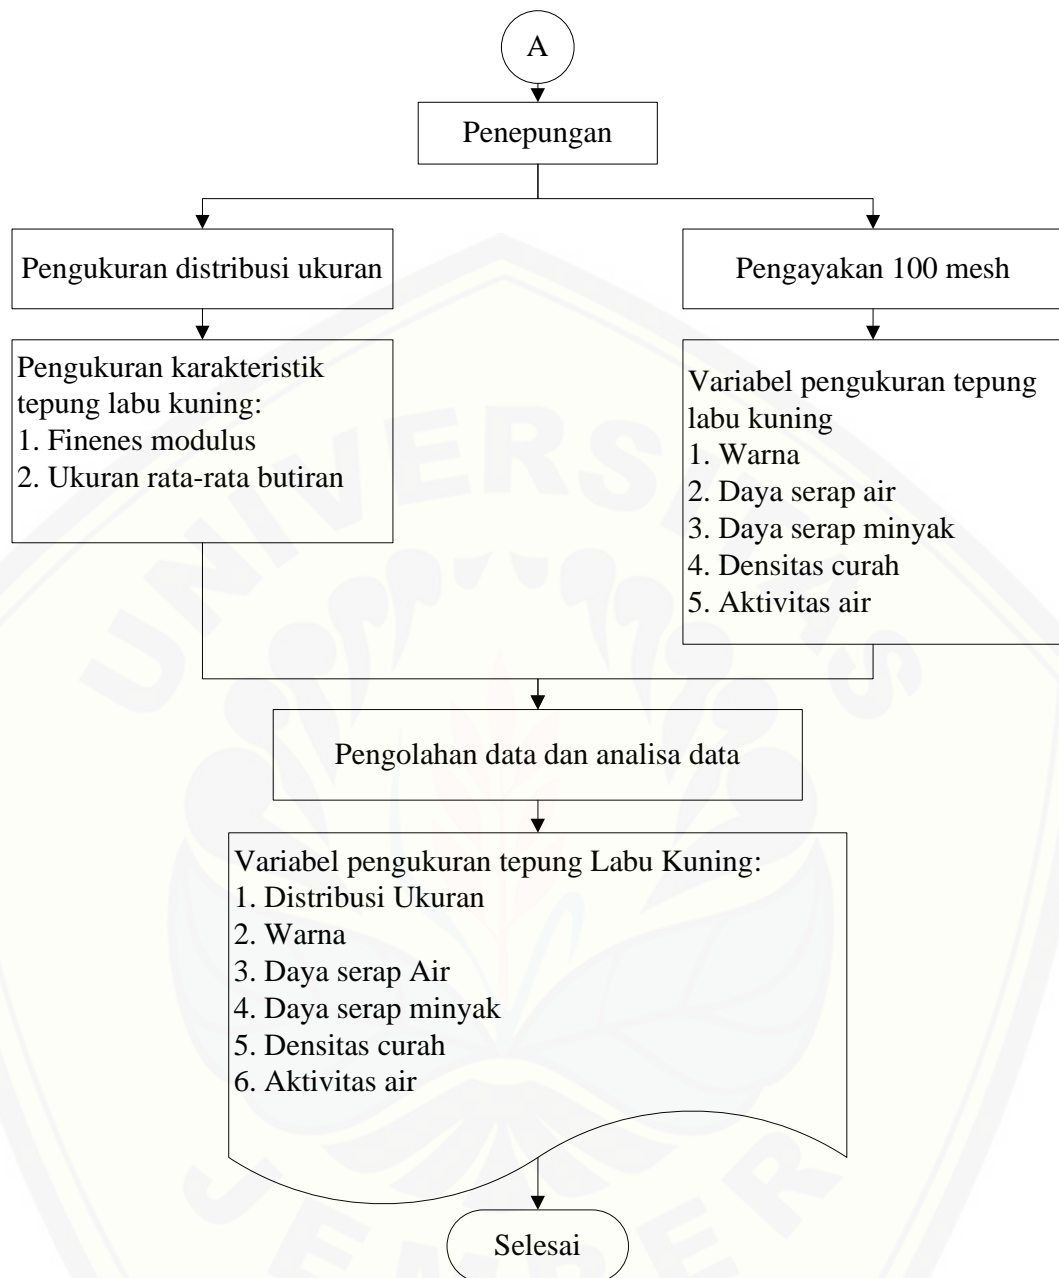 A
Penepungan
Pengukuran distribusi ukuran
Pengayakan 100 mesh
Pengukuran karakteristik
tepung labu kuning:
1. Finenes modulus
2. Ukuran rata-rata butiran
Variabel pengukuran tepung
labu kuning
1. Warna
2. Daya serap air
3. Daya serap minyak
4. Densitas curah
5. Aktivitas air
Pengolahan data dan analisa data
Variabel pengukuran tepung Labu Kuning:
1. Distribusi Ukuran
2. Warna
3. Daya serap Air
4. Daya serap minyak
5. Densitas curah
6. Aktivitas air
Selesai
UNIVERSITAS
JEMBER